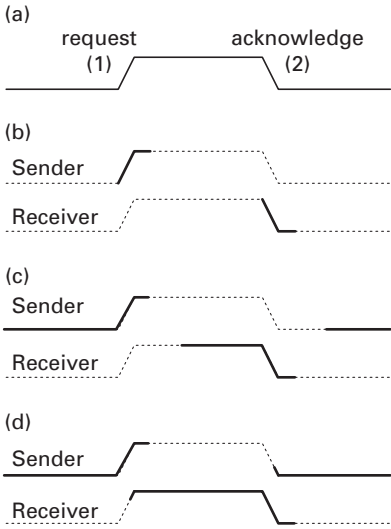 (a)
request acknowledge
(1) (2)
(b)
Sender
Receiver
(c)
Sender
Receiver
(d)
Sender
Receiver